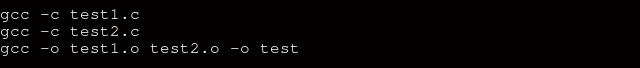 gcc -c test1.c
gcc -c test2.c
gcc -o test1.o test2.o -o test